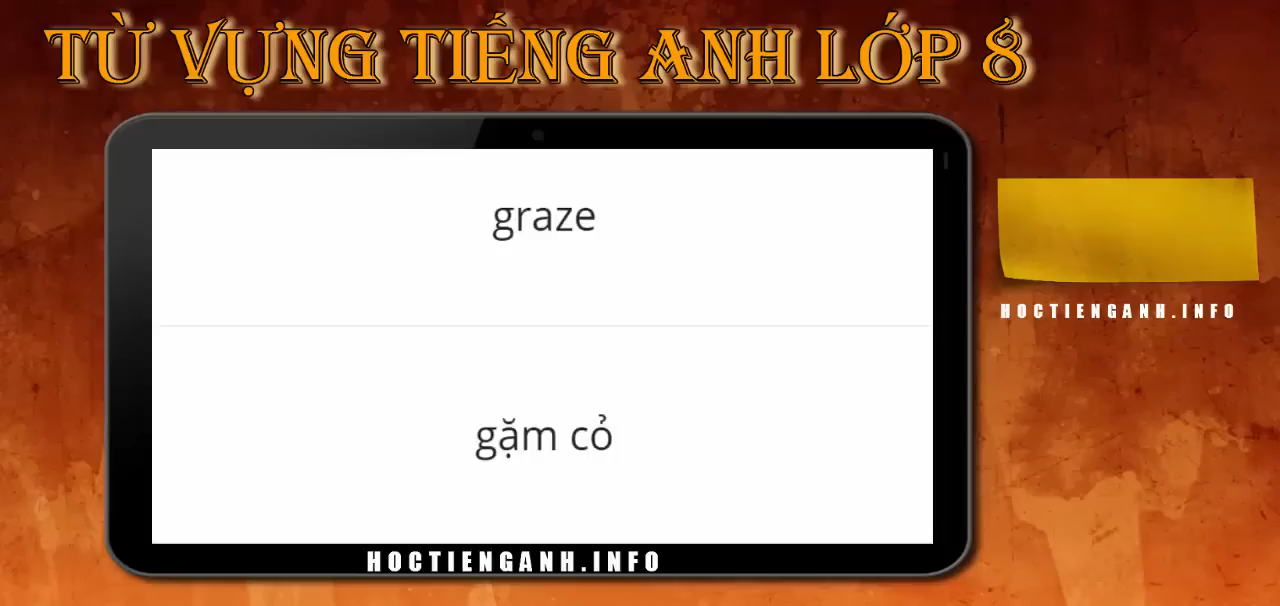 TỪ VỰNG TIẾNG ANH LỚP 8
graze
gặm cỏ
HOCTIENGANH.INFO
HOCTIENGANH.INFO